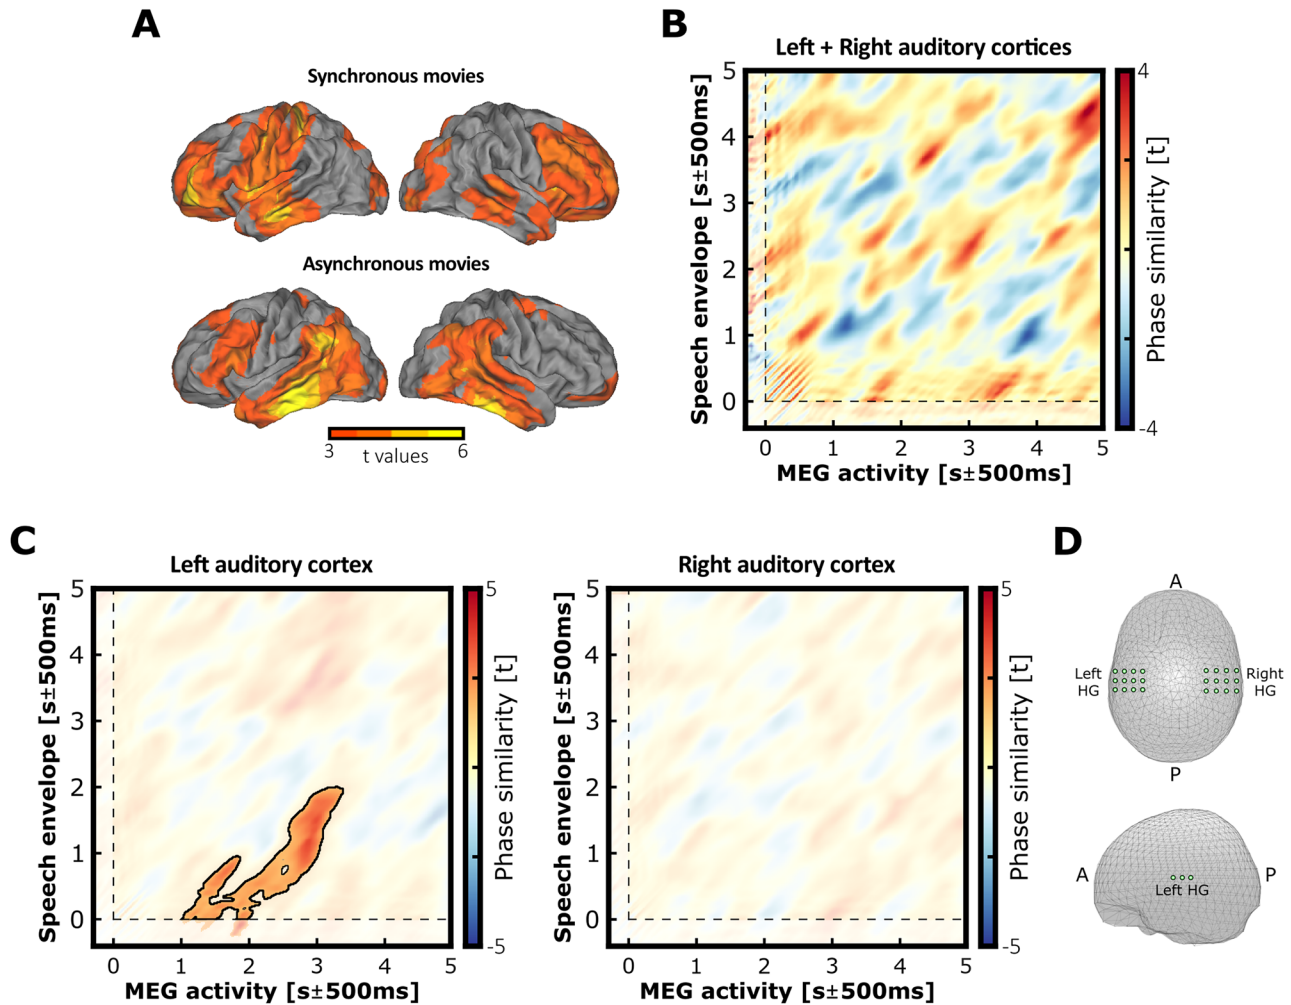 A
Synchronous movies
Asynchronous movies
3 6
t values
B
Left + Right auditory cortices
Speech envelope [s±500ms]
5
4
3
2
1
0
0 1 2 3 4 5
MEG activity [s±500ms]
4
-4
Phase similarity [t]
C
Left auditory cortex
Speech envelope [s±500ms]
5
4
3
2
1
0
0 1 2 3 4 5
MEG activity [s±500ms]
5
-5
Phase similarity [t]
Right auditory cortex
Speech envelope [s±500ms]
5
4
3
2
1
0
0 1 2 3 4 5
MEG activity [s±500ms]
5
-5
Phase similarity [t]
D
A
Left HG
Right HG
P
A
P
Left HG